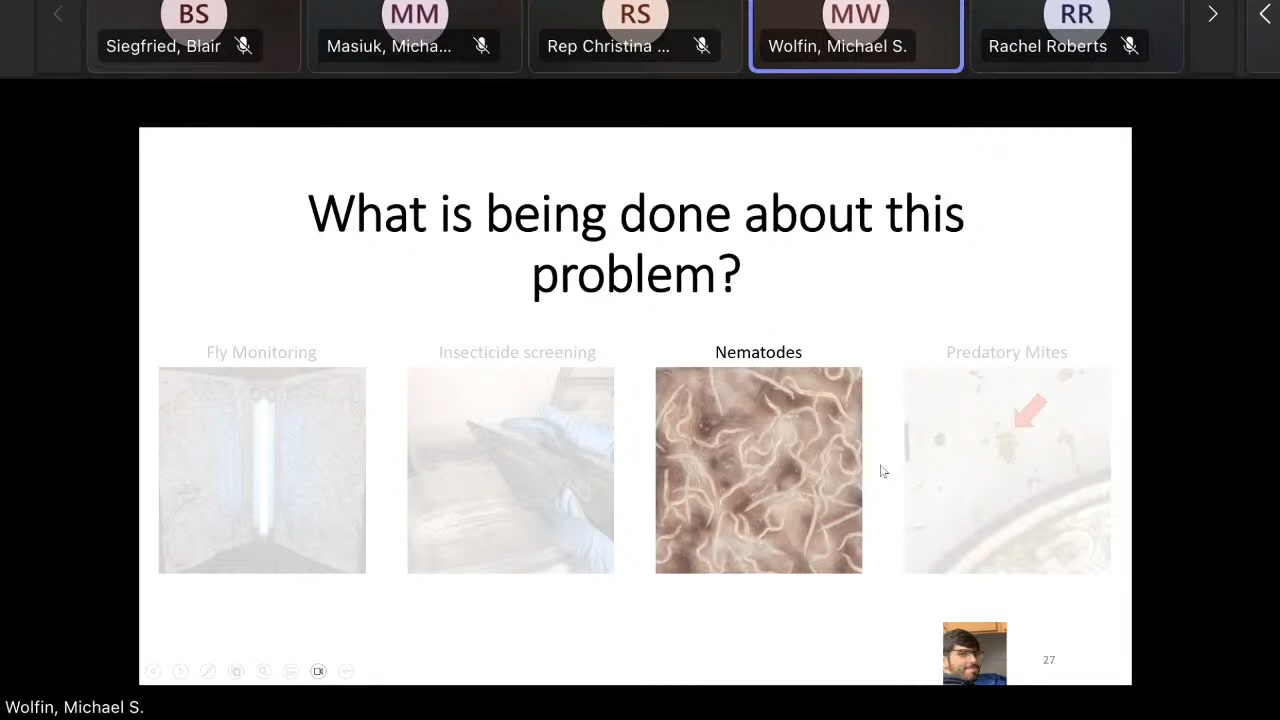 BS
MM
RS
MW
RR
Siegfried, Blair
Masiuk, Micha...
Rep Christina ...
Wolfin, Michael S.
Rachel Roberts
What is being done about this
problem?
Fly Monitoring
Insecticide screening
Nematodes
Predatory Mites
27
Wolfin, Michael S.